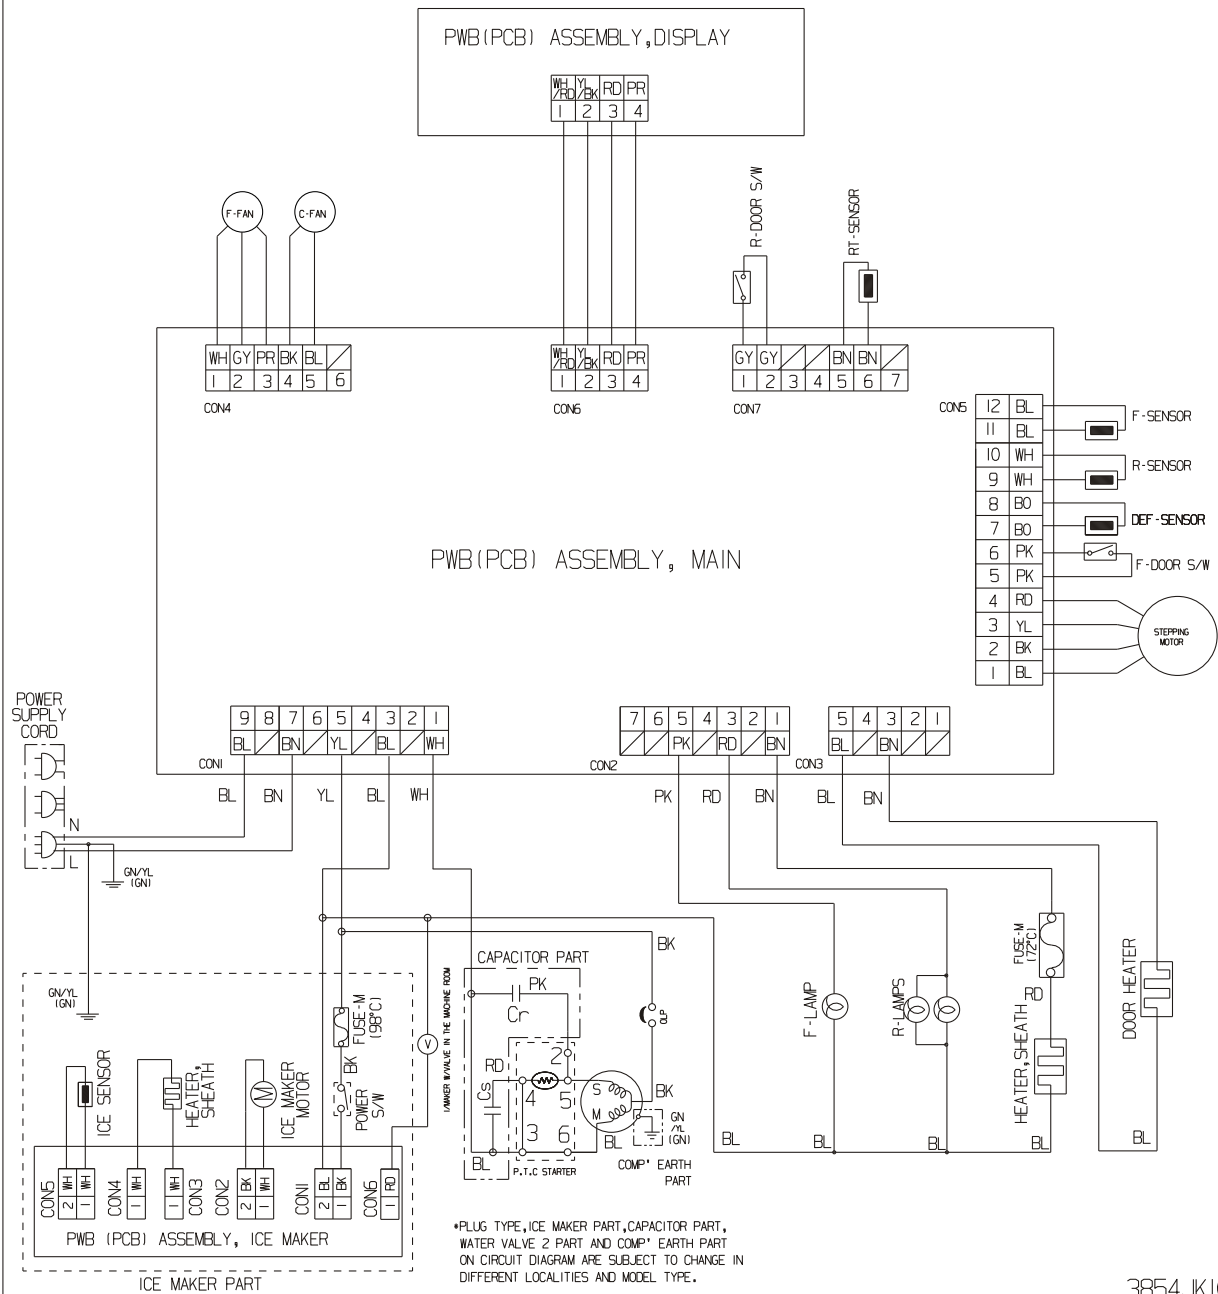 PWB(PCB) ASSEMBLY,DISPLAY
WH/RD YL/BK RD PR
1 2 3 4
F-FAN
C-FAN
R-DOOR S/W
RT-SENSOR
WH GY PR BK BL
1 2 3 4 5 6
CON4
WH/RD YL/BK RD PR
1 2 3 4
CON6
GY GY BN BN
1 2 3 4 5 6 7
CON7
CON5
12 BL
11 BL
10 WH
9 WH
8 BO
7 BO
6 PK
5 PK
4 RD
3 YL
2 BK
1 BL
F-SENSOR
R-SENSOR
DEF-SENSOR
F-DOOR S/W
STEPPING
MOTOR
PWB(PCB) ASSEMBLY, MAIN
POWER
SUPPLY
CORD
N
L
GN/YL
(GN)
9 8 7 6 5 4 3 2 1
BL BN YL BL WH
CON1
BL BN YL BL WH
7 6 5 4 3 2 1
PK RD BN
CON2
PK RD BN
5 4 3 2 1
BL BN
CON3
BL BN
GN/YL
(GN)
FUSE-M
(98°C)
BK
POWER
S/W
V
I/MAKER W/VALVE IN THE MACHINE ROOM
CAPACITOR PART
PK
Cr
RD
Cs
2
4 5
3 6
BL
P.T.C STARTER
S
M
BL
BK
OLP
BK
GN
/YL
(GN)
COMP' EARTH
PART
F-LAMP
R-LAMPS
FUSE-M
(72°C)
RD
HEATER,SHEATH
DOOR HEATER
BL
BL
BL
BL
BL
ICE SENSOR
HEATER,
SHEATH
M
ICE MAKER
MOTOR
CON5
2 WH
1 WH
CON4
1 WH
1 WH
CON3
CON2
2 BK
1 WH
CON1
2 BL
1 BK
CON6
1 RD
PWB (PCB) ASSEMBLY, ICE MAKER
ICE MAKER PART
*PLUG TYPE,ICE MAKER PART,CAPACITOR PART,
WATER VALVE 2 PART AND COMP' EARTH PART
ON CIRCUIT DIAGRAM ARE SUBJECT TO CHANGE IN
DIFFERENT LOCALITIES AND MODEL TYPE.